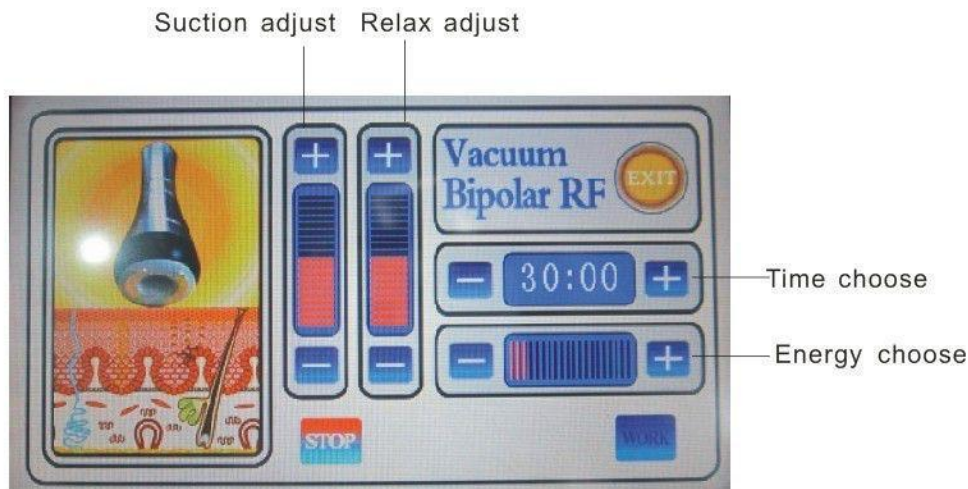 Suction adjust Relax adjust
Vacuum
Bipolar RF
EXIT
30:00
Time choose
Energy choose
STOP
WORK